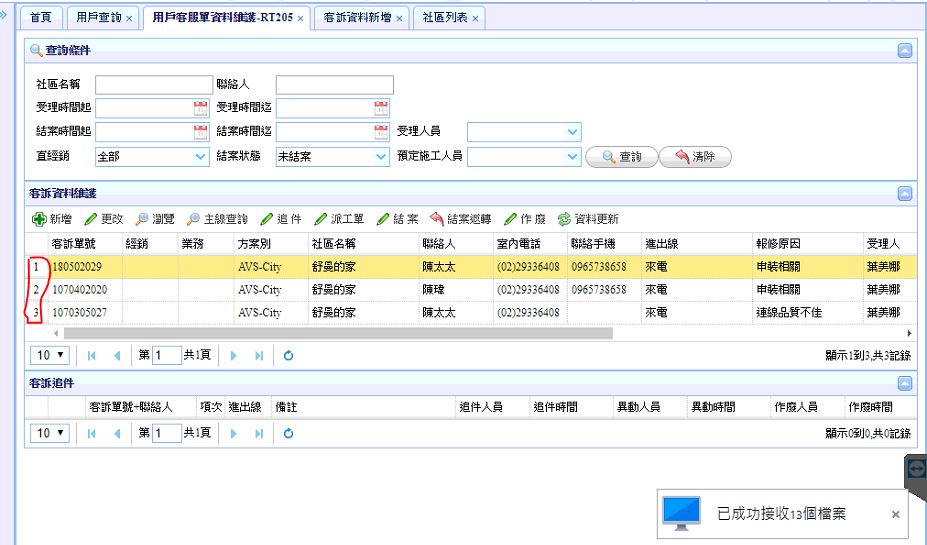 首頁 用戶查詢 × 用戶客服單資料維護-RT205 × 客訴資料新增 × 社區列表 ×
查詢條件
社區名稱 聯絡人
受理時間起 受理時間迄
結案時間起 結案時間迄 受理人員
直經銷 全部 結案狀態 未結案 預定施工人員 查詢 清除
客訴資料維護
新增 更改 瀏覽 主線查詢 追件 派工單 結案 結案返轉 作廢 資料更新
客訴單號 經銷 業務 方案別 社區名稱 聯絡人 室內電話 聯絡手機 進出線 報修原因 受理人
1 180502029 AVS-City 舒曼的家 陳太太 (02)29336408 0965738658 來電 申裝相關 葉美娜
2 1070402020 AVS-City 舒曼的家 陳瑋 (02)29336408 0965738658 來電 申裝相關 葉美娜
3 1070305027 AVS-City 舒曼的家 陳太太 (02)29336408 來電 連線品質不佳 葉美娜
10 第 1 共1頁 顯示1到3,共3記錄
客訴追件
客訴單號+聯絡人 項次 進出線 備註 追件人員 追件時間 異動人員 異動時間 作廢人員 作廢時間
10 第 1 共1頁 顯示0到0,共0記錄
已成功接收13個檔案 ×